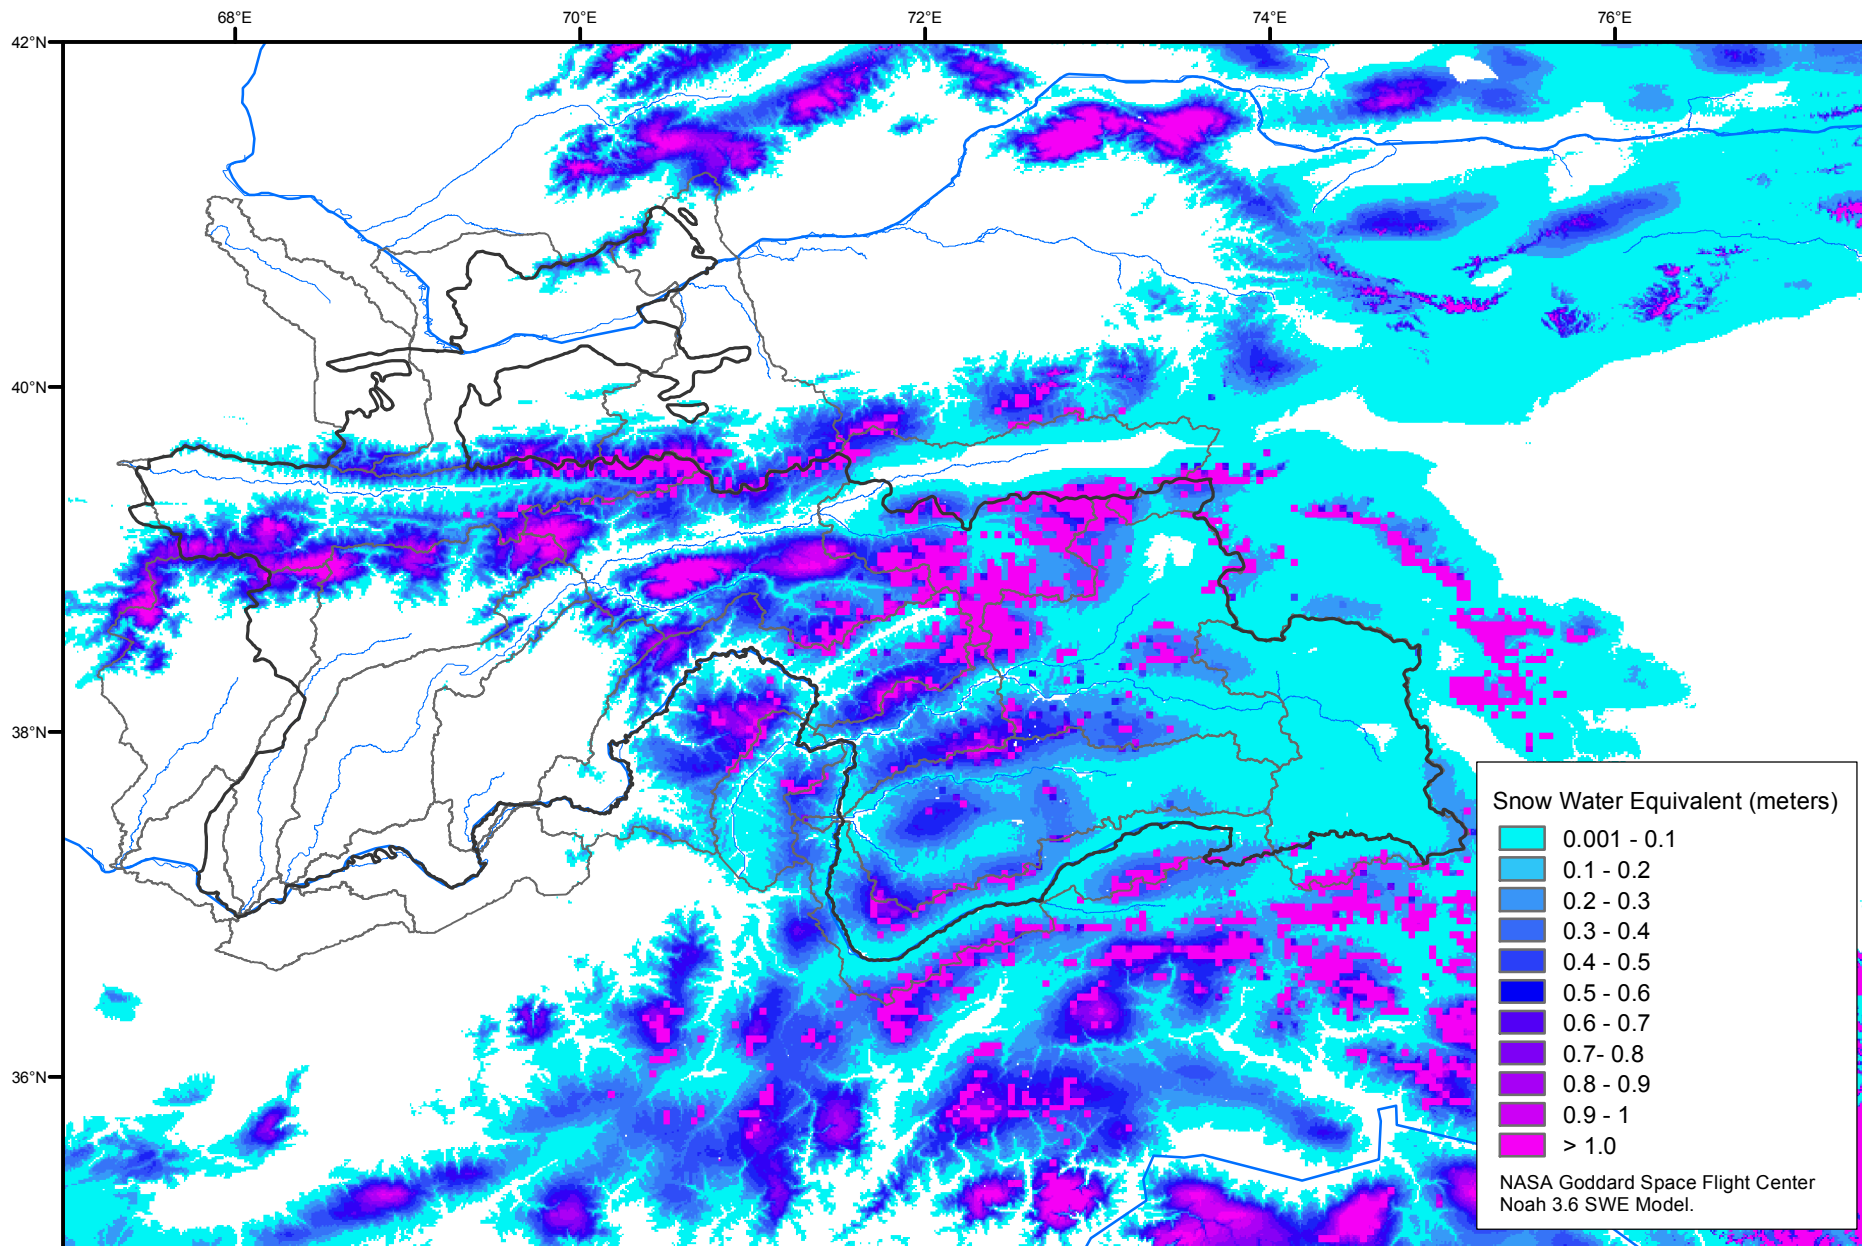 68°E
70°E
72°E
74°E
76°E
42°N
40°N
38°N
36°N
Snow Water Equivalent (meters)
0.001 - 0.1
0.1 - 0.2
0.2 - 0.3
0.3 - 0.4
0.4 - 0.5
0.5 - 0.6
0.6 - 0.7
0.7- 0.8
0.8 - 0.9
0.9 - 1
> 1.0
NASA Goddard Space Flight Center
Noah 3.6 SWE Model.